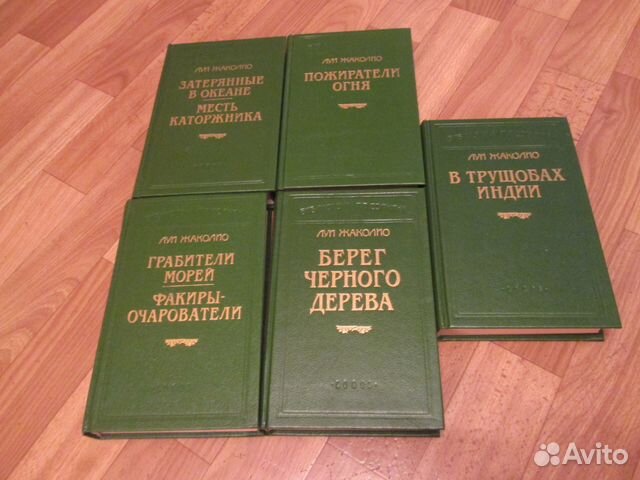 ЛУИ ЖАКОЛИО
ЗАТЕРЯННЫЕ
В ОКЕАНЕ
МЕСТЬ
КАТОРЖНИКА
ЛУИ ЖАКОЛИО
ПОЖИРАТЕЛИ
ОГНЯ
ЛУИ ЖАКОЛИО
В ТРУЩОБАХ
ИНДИИ
ЛУИ ЖАКОЛИО
ГРАБИТЕЛИ
МОРЕЙ
ФАКИРЫ-
ОЧАРОВАТЕЛИ
ЛУИ ЖАКОЛИО
БЕРЕГ
ЧЕРНОГО
ДЕРЕВА
Avito